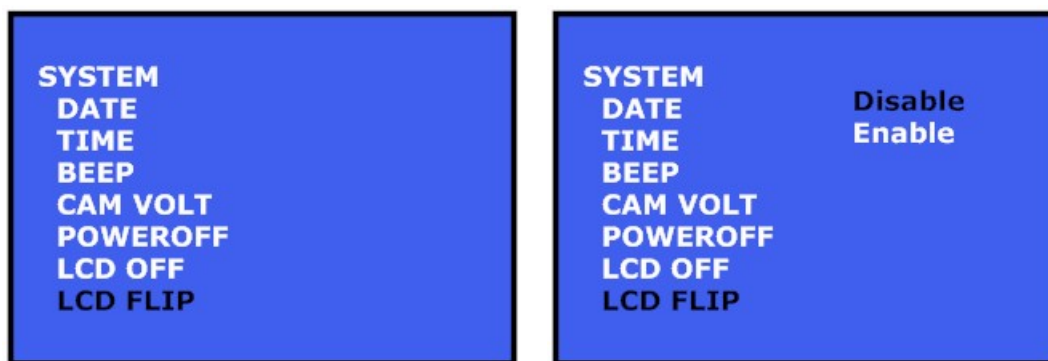 SYSTEM
DATE
TIME
BEEP
CAM VOLT
POWEROFF
LCD OFF
LCD FLIP
SYSTEM
DATE
TIME
BEEP
CAM VOLT
POWEROFF
LCD OFF
LCD FLIP
Disable
Enable